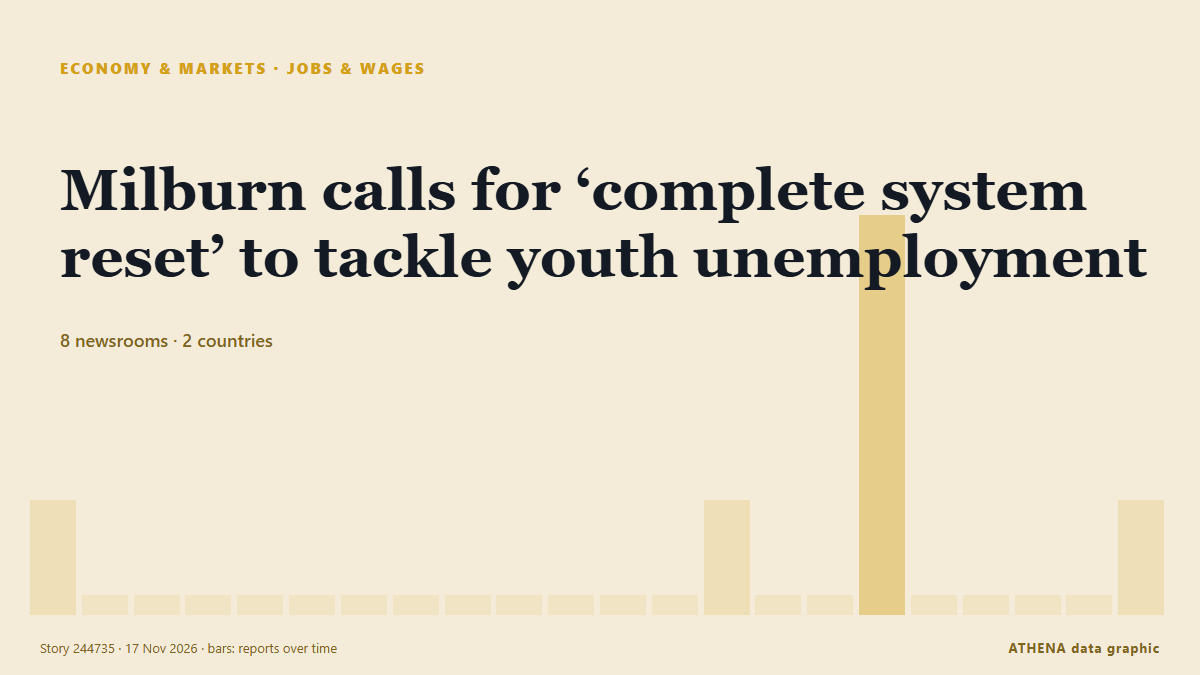 ECONOMY & MARKETS · JOBS & WAGES
Milburn calls for ‘complete system
reset’ to tackle youth unemployment
8 newsrooms · 2 countries
Story 244735 · 17 Nov 2026 · bars: reports over time
ATHENA data graphic